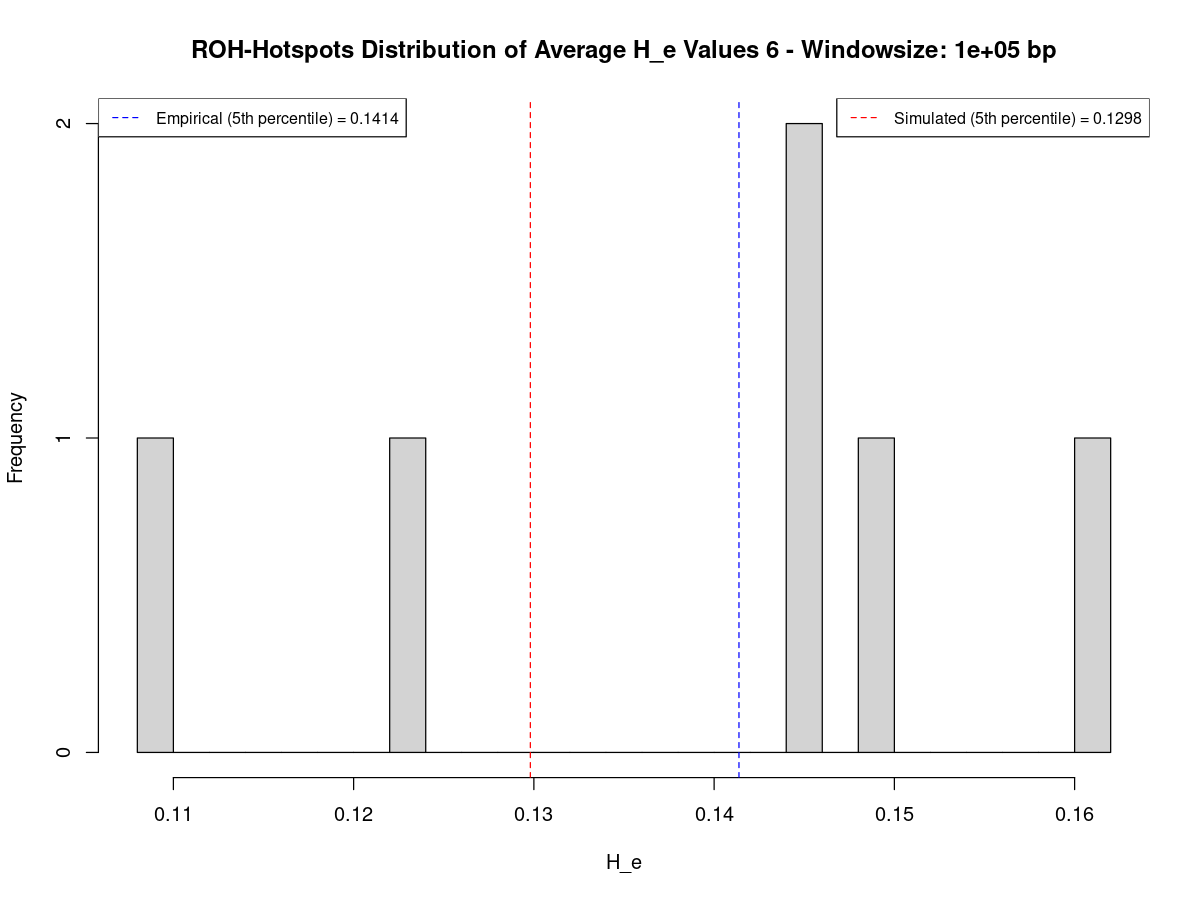 ROH-Hotspots Distribution of Average H_e Values 6 - Windowsize: 1e+05 bp
Empirical (5th percentile) = 0.1414
Simulated (5th percentile) = 0.1298
2
1
0
Frequency
0.11 0.12 0.13 0.14 0.15 0.16
H_e